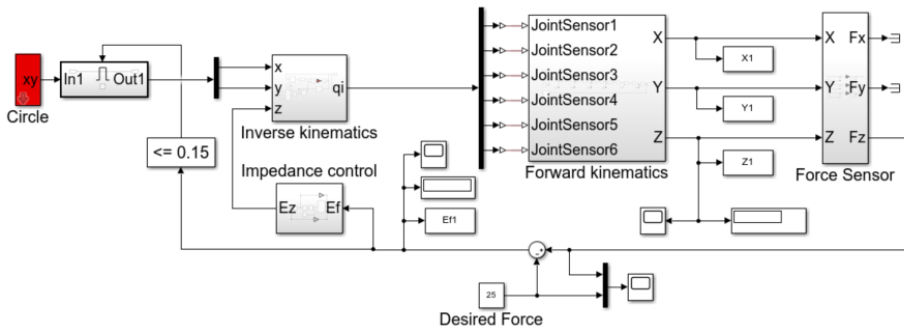 xy
Circle
In1
Out1
<= 0.15
x
y
z
qi
Inverse kinematics
Impedance control
Ez
Ef
Ef1
JointSensor1
JointSensor2
JointSensor3
JointSensor4
JointSensor5
JointSensor6
X
Y
Z
Forward kinematics
X1
Y1
Z1
X
Y
Z
Fx
Fy
Fz
Force Sensor
25
Desired Force